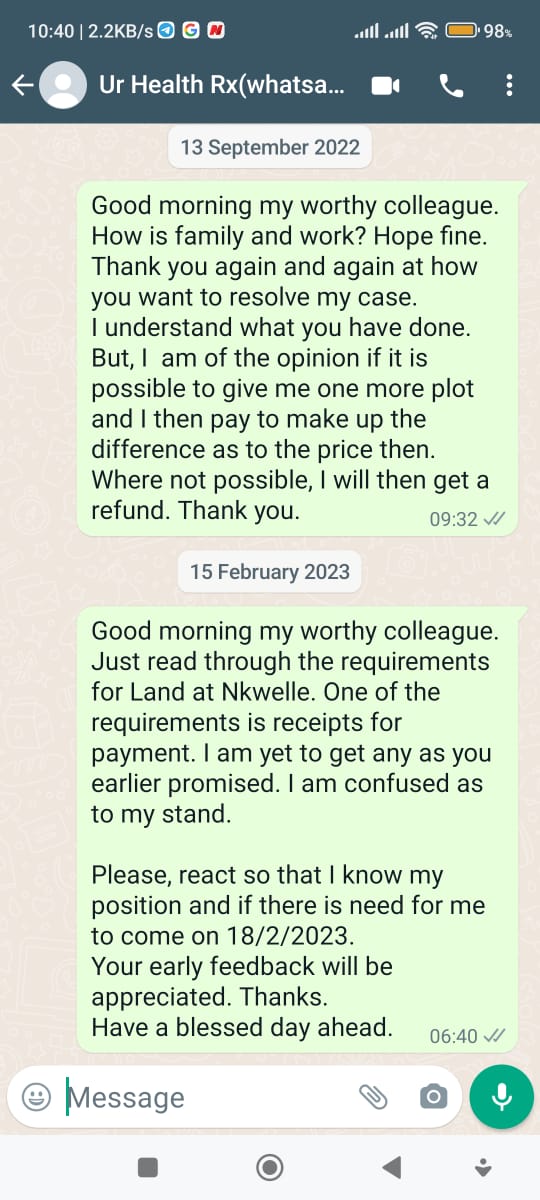 10:40 | 2.2KB/s G N 98%
Ur Health Rx(whatsa...
13 September 2022
Good morning my worthy colleague.
How is family and work? Hope fine.
Thank you again and again at how
you want to resolve my case.
I understand what you have done.
But, I  am of the opinion if it is
possible to give me one more plot
and I then pay to make up the
difference as to the price then.
Where not possible, I will then get a
refund. Thank you. 09:32
15 February 2023
Good morning my worthy colleague.
Just read through the requirements
for Land at Nkwelle. One of the
requirements is receipts for
payment. I am yet to get any as you
earlier promised. I am confused as
to my stand.
Please, react so that I know my
position and if there is need for me
to come on 18/2/2023.
Your early feedback will be
appreciated. Thanks.
Have a blessed day ahead. 06:40
Message